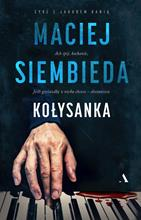 CYKL Z JAKUBEM KANIĄ
MACIEJ
Ach śpij, kochanie,
SIEMBIEDA
Jeśli gwiazdkę z nieba chcesz – dostaniesz
KOŁYSANKA
A